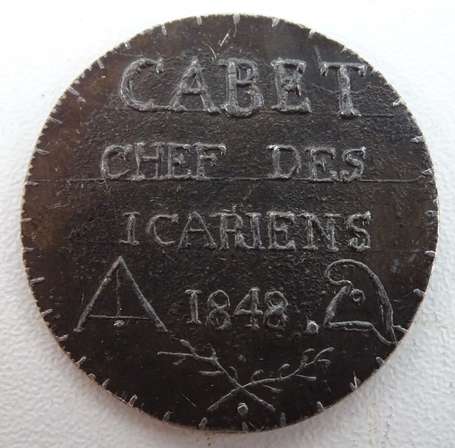 CABET
CHEF DES
ICARIENS
1848.